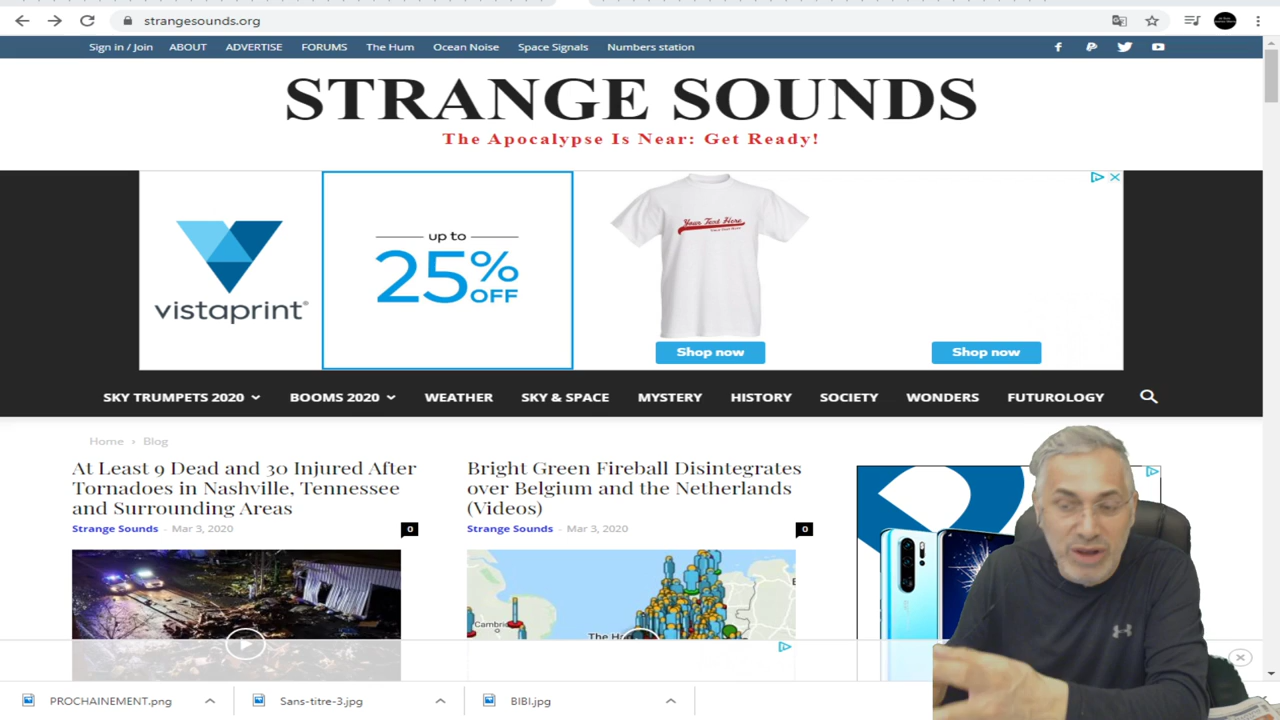 strangesounds.org
Sign in / Join ABOUT ADVERTISE FORUMS The Hum Ocean Noise Space Signals Numbers station
STRANGE SOUNDS
The Apocalypse Is Near: Get Ready!
vistaprint®
up to
25%
OFF
Your Text Here
Shop now
Shop now
SKY TRUMPETS 2020 BOOMS 2020 WEATHER SKY & SPACE MYSTERY HISTORY SOCIETY WONDERS FUTUROLOGY
Home › Blog
At Least 9 Dead and 30 Injured After
Tornadoes in Nashville, Tennessee
and Surrounding Areas
Strange Sounds - Mar 3, 2020
0
Bright Green Fireball Disintegrates
over Belgium and the Netherlands
(Videos)
Strange Sounds - Mar 3, 2020
0
The
PROCHAINEMENT.png
Sans-titre-3.jpg
BIBI.jpg